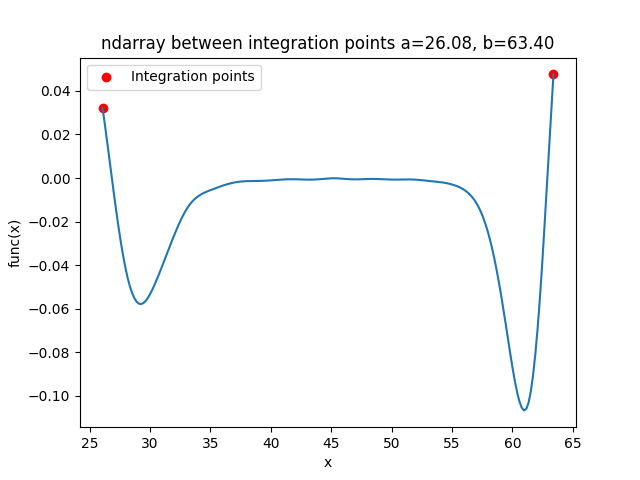 ndarray between integration points a=26.08, b=63.40
Integration points
func(x)
0.04
0.02
0.00
−0.02
−0.04
−0.06
−0.08
−0.10
25 30 35 40 45 50 55 60 65
x